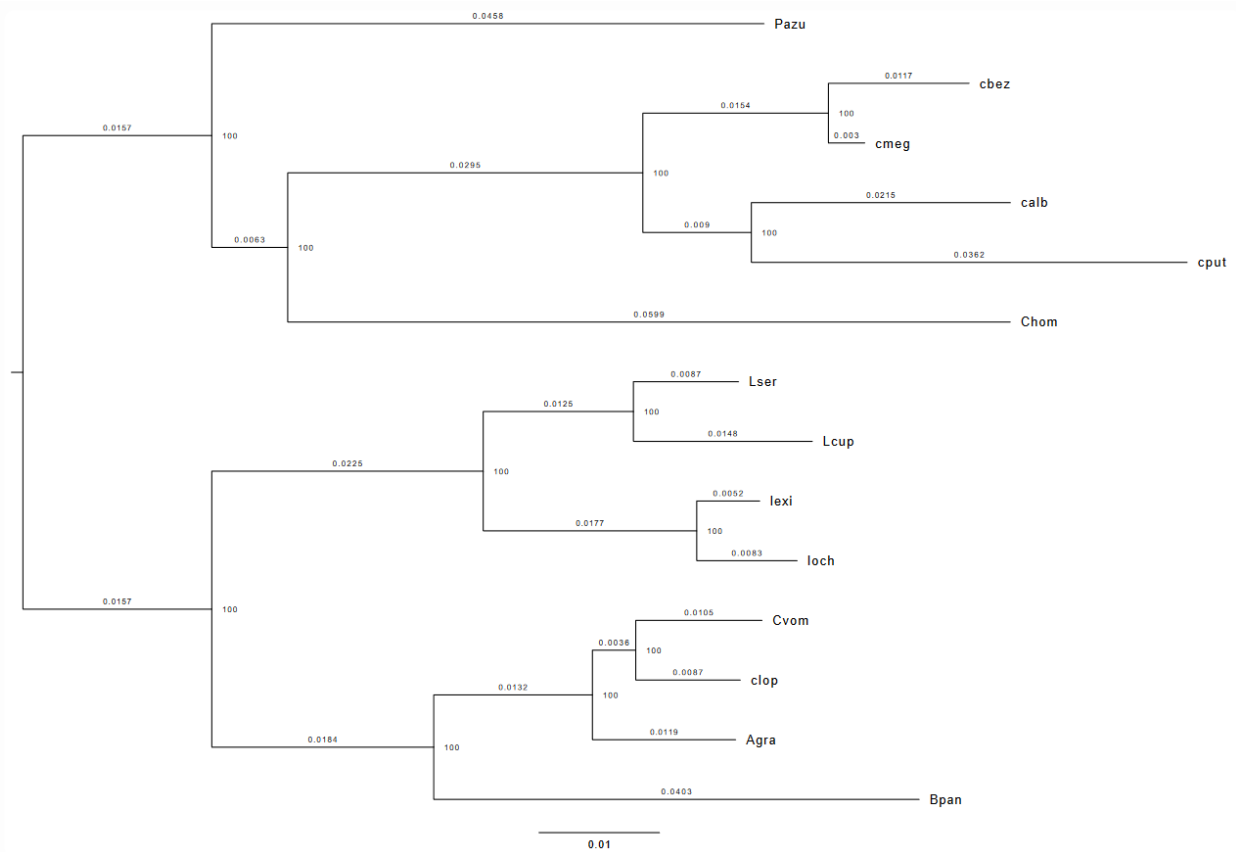 0.0458
Pazu
0.0117
cbez
0.0154
100
0.0157
100
0.003
cmeg
0.0295
100
0.0215
calb
0.009
100
0.0063
100
0.0362
cput
0.0599
Chom
0.0087
Lser
0.0125
100
0.0148
Lcup
0.0225
100
0.0052
lexi
0.0177
100
0.0083
loch
0.0157
100
0.0105
Cvom
0.0036
100
0.0087
clop
0.0132
100
0.0119
Agra
0.0184
100
0.0403
Bpan
0.01